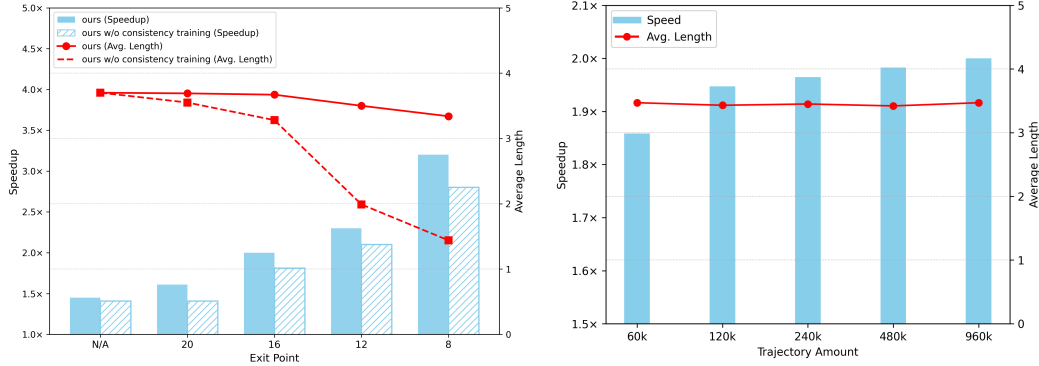 5.0×
4.5×
4.0×
3.5×
3.0×
2.5×
2.0×
1.5×
1.0×
Speedup
ours (Speedup)
ours w/o consistency training (Speedup)
ours (Avg. Length)
ours w/o consistency training (Avg. Length)
5
4
3
2
1
0
Average Length
N/A 20 16 12 8
Exit Point
2.1×
2.0×
1.9×
1.8×
1.7×
1.6×
1.5×
Speedup
Speed
Avg. Length
5
4
3
2
1
0
Average Length
60k 120k 240k 480k 960k
Trajectory Amount